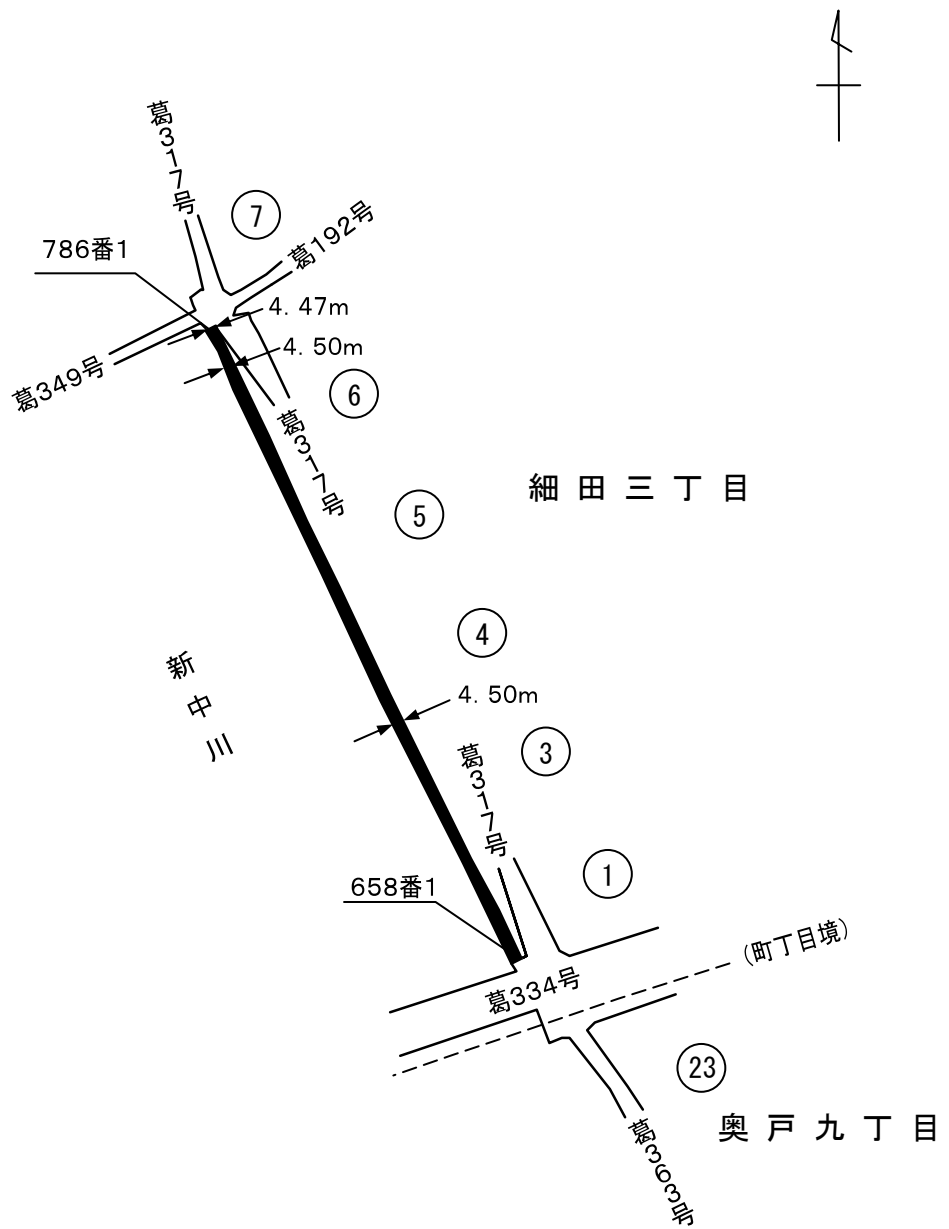 葛317号
7
葛192号
786番1
4.47m
4.50m
葛349号
6
葛317号
細田三丁目
5
4
新中川
4.50m
3
葛317号
1
658番1
(町丁目境)
葛334号
23
奥戸九丁目
葛363号